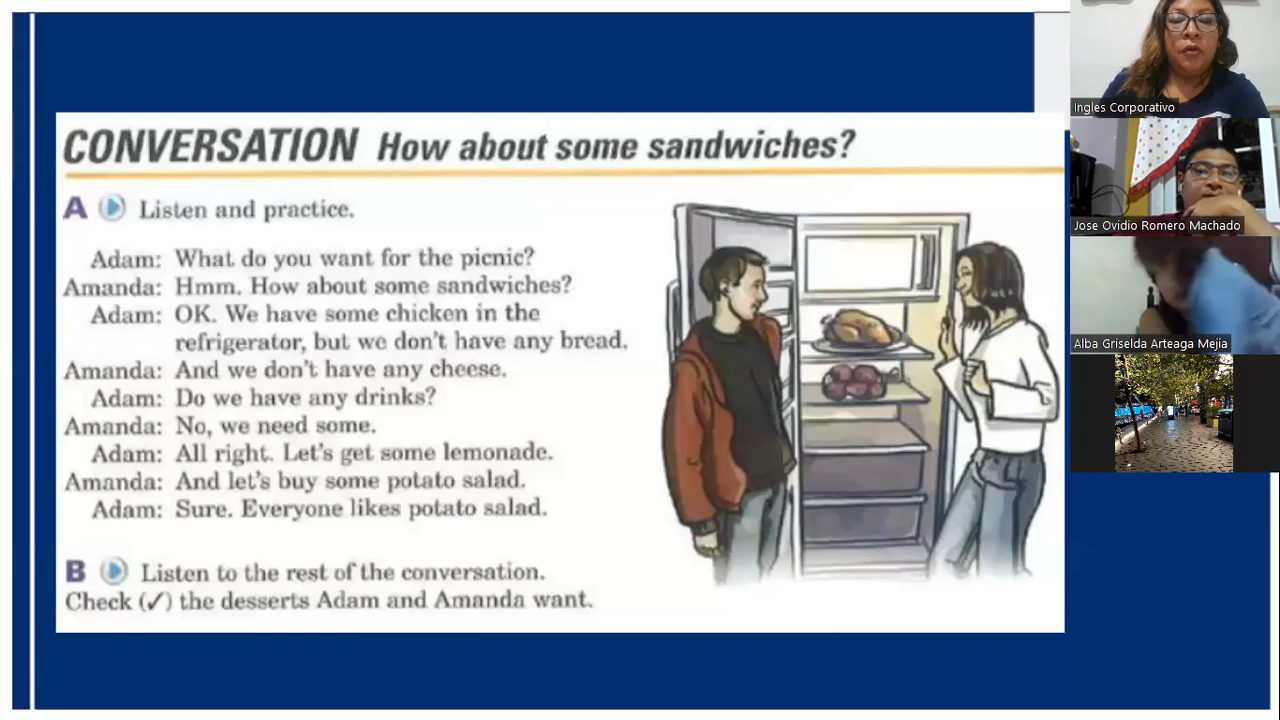 CONVERSATION How about some sandwiches?
A Listen and practice.
Adam: What do you want for the picnic?
Amanda: Hmm. How about some sandwiches?
Adam: OK. We have some chicken in the
refrigerator, but we don't have any bread.
Amanda: And we don't have any cheese.
Adam: Do we have any drinks?
Amanda: No, we need some.
Adam: All right. Let's get some lemonade.
Amanda: And let's buy some potato salad.
Adam: Sure. Everyone likes potato salad.
B Listen to the rest of the conversation.
Check (✓) the desserts Adam and Amanda want.
Ingles Corporativo
Jose Ovidio Romero Machado
Alba Griselda Arteaga Mejia